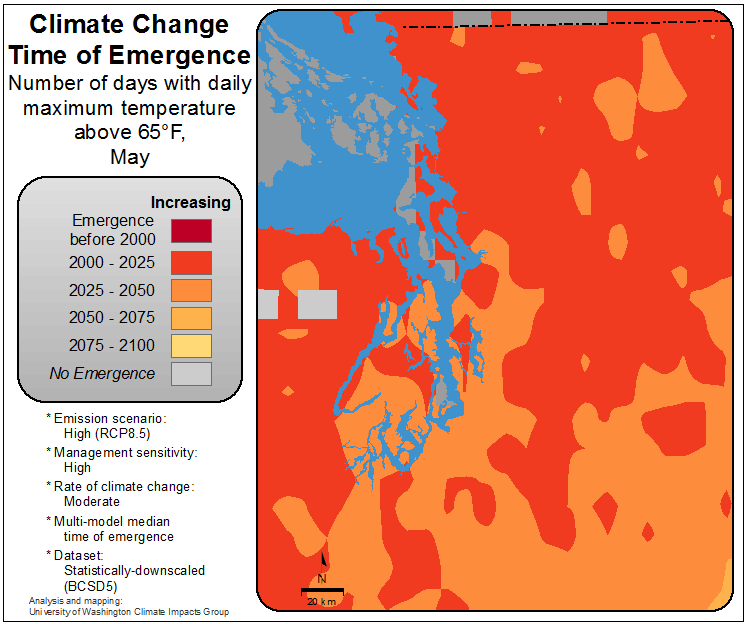 Climate Change
Time of Emergence
Number of days with daily
maximum temperature
above 65°F,
May
Increasing
Emergence
before 2000
2000 - 2025
2025 - 2050
2050 - 2075
2075 - 2100
No Emergence
* Emission scenario:
High (RCP8.5)
* Management sensitivity:
High
* Rate of climate change:
Moderate
* Multi-model median
time of emergence
* Dataset:
Statistically-downscaled
(BCSD5)
Analysis and mapping:
University of Washington Climate Impacts Group
N
20 km